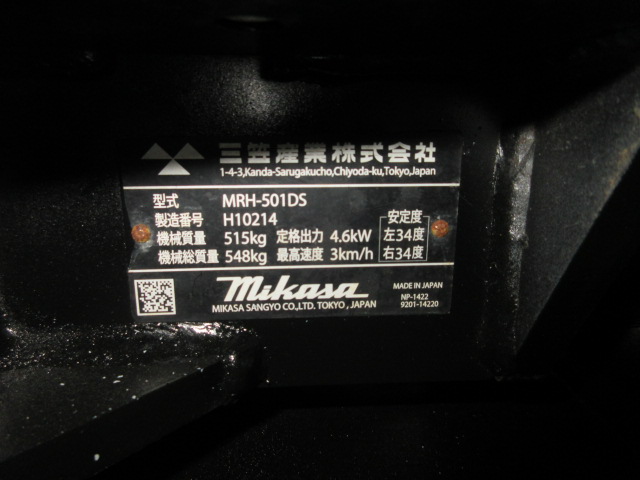 三笠産業株式会社
1-4-3,Kanda-Sarugakucho,Chiyoda-ku,Tokyo,Japan
型式 MRH-501DS
製造番号 H10214
機械質量 515kg 定格出力 4.6kW
機械総質量 548kg 最高速度 3km/h
安定度
左34度
右34度
mikasa
MIKASA SANGYO CO.,LTD. TOKYO, JAPAN
MADE IN JAPAN
NP-1422
9201-14220